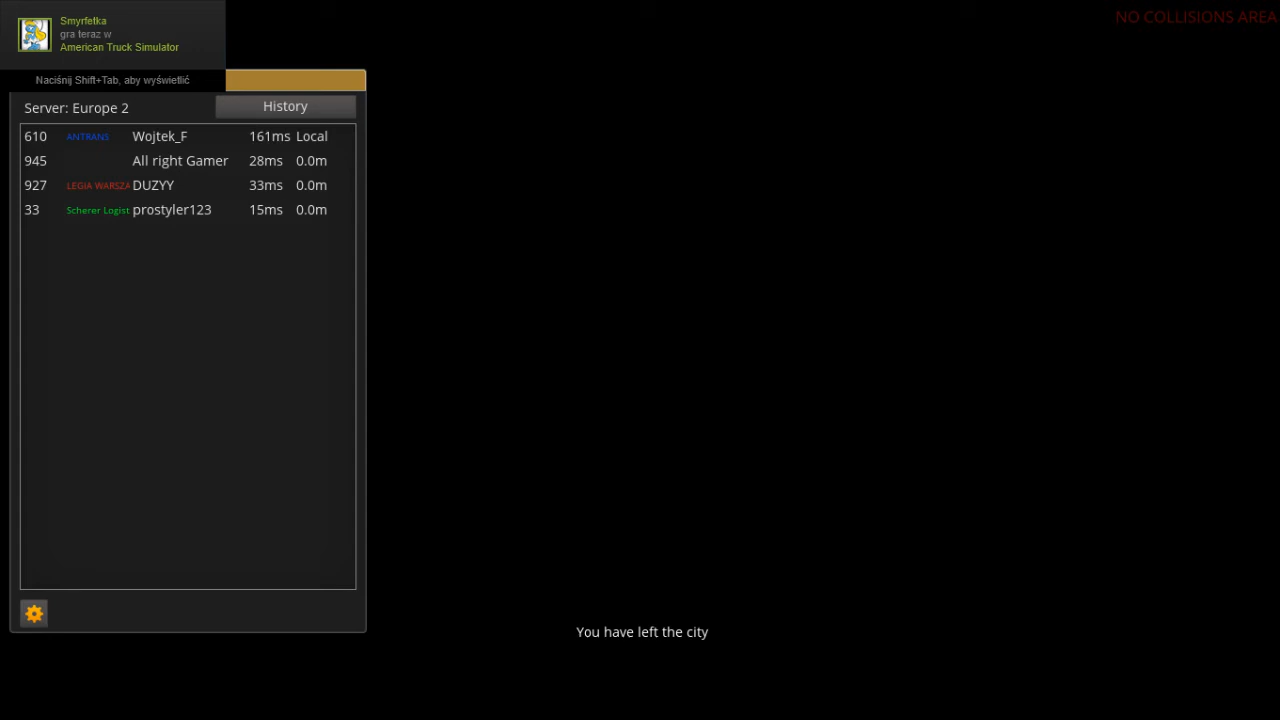 Smyrfetka
gra teraz w
American Truck Simulator
Naciśnij Shift+Tab, aby wyświetlić
NO COLLISIONS AREA
Server: Europe 2
History
610 ANTRANS Wojtek_F 161ms Local
945 All right Gamer 28ms 0.0m
927 LEGIA WARSZA DUZYY 33ms 0.0m
33 Scherer Logist prostyler123 15ms 0.0m
You have left the city